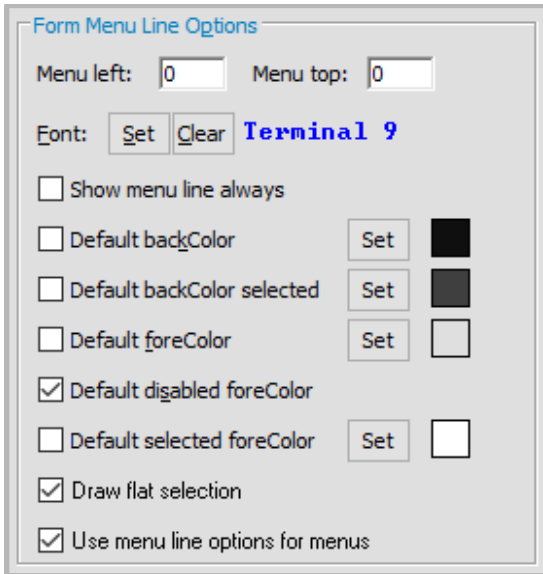 Form Menu Line Options
Menu left: 0 Menu top: 0
Font: Set Clear Terminal 9
Show menu line always
Default backColor Set
Default backColor selected Set
Default foreColor Set
Default disabled foreColor
Default selected foreColor Set
Draw flat selection
Use menu line options for menus